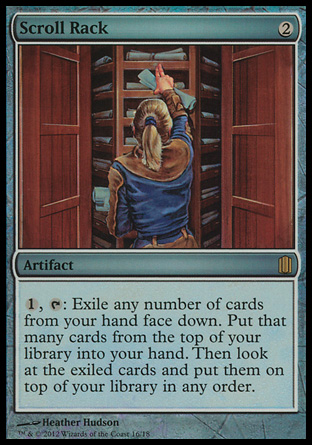 Scroll Rack 2
Artifact
1, T: Exile any number of cards
from your hand face down. Put that
many cards from the top of your
library into your hand. Then look
at the exiled cards and put them on
top of your library in any order.
Heather Hudson
™ & © 2012 Wizards of the Coast 16/18